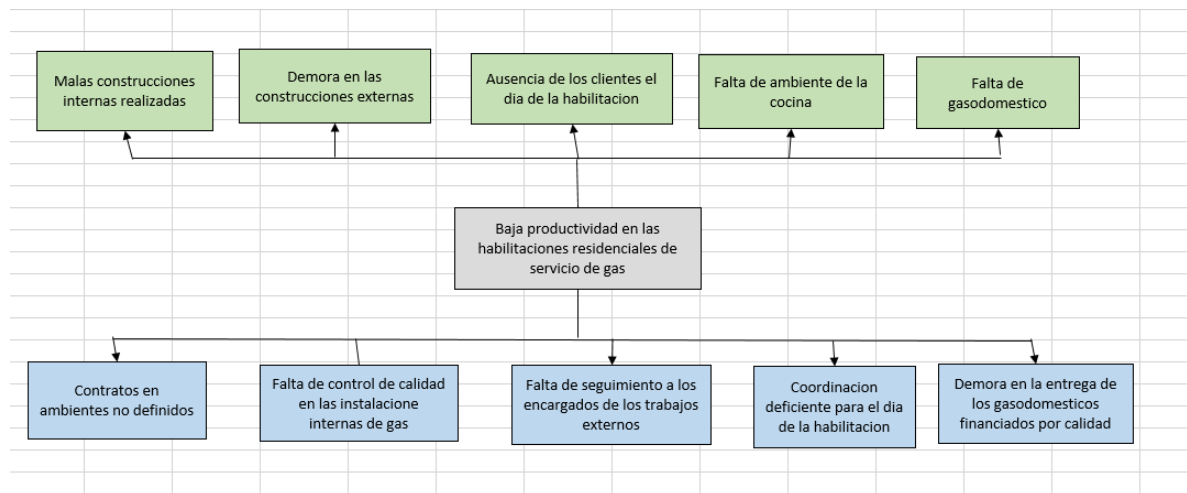 Malas construcciones
internas realizadas
Demora en las
construcciones externas
Ausencia de los clientes el
dia de la habilitacion
Falta de ambiente de la
cocina
Falta de
gasodomestico
Baja productividad en las
habilitaciones residenciales de
servicio de gas
Contratos en
ambientes no definidos
Falta de control de calidad
en las instalacione
internas de gas
Falta de seguimiento a los
encargados de los trabajos
externos
Coordinacion
deficiente para el dia
de la habilitacion
Demora en la entrega de
los gasodomesticos
financiados por calidad